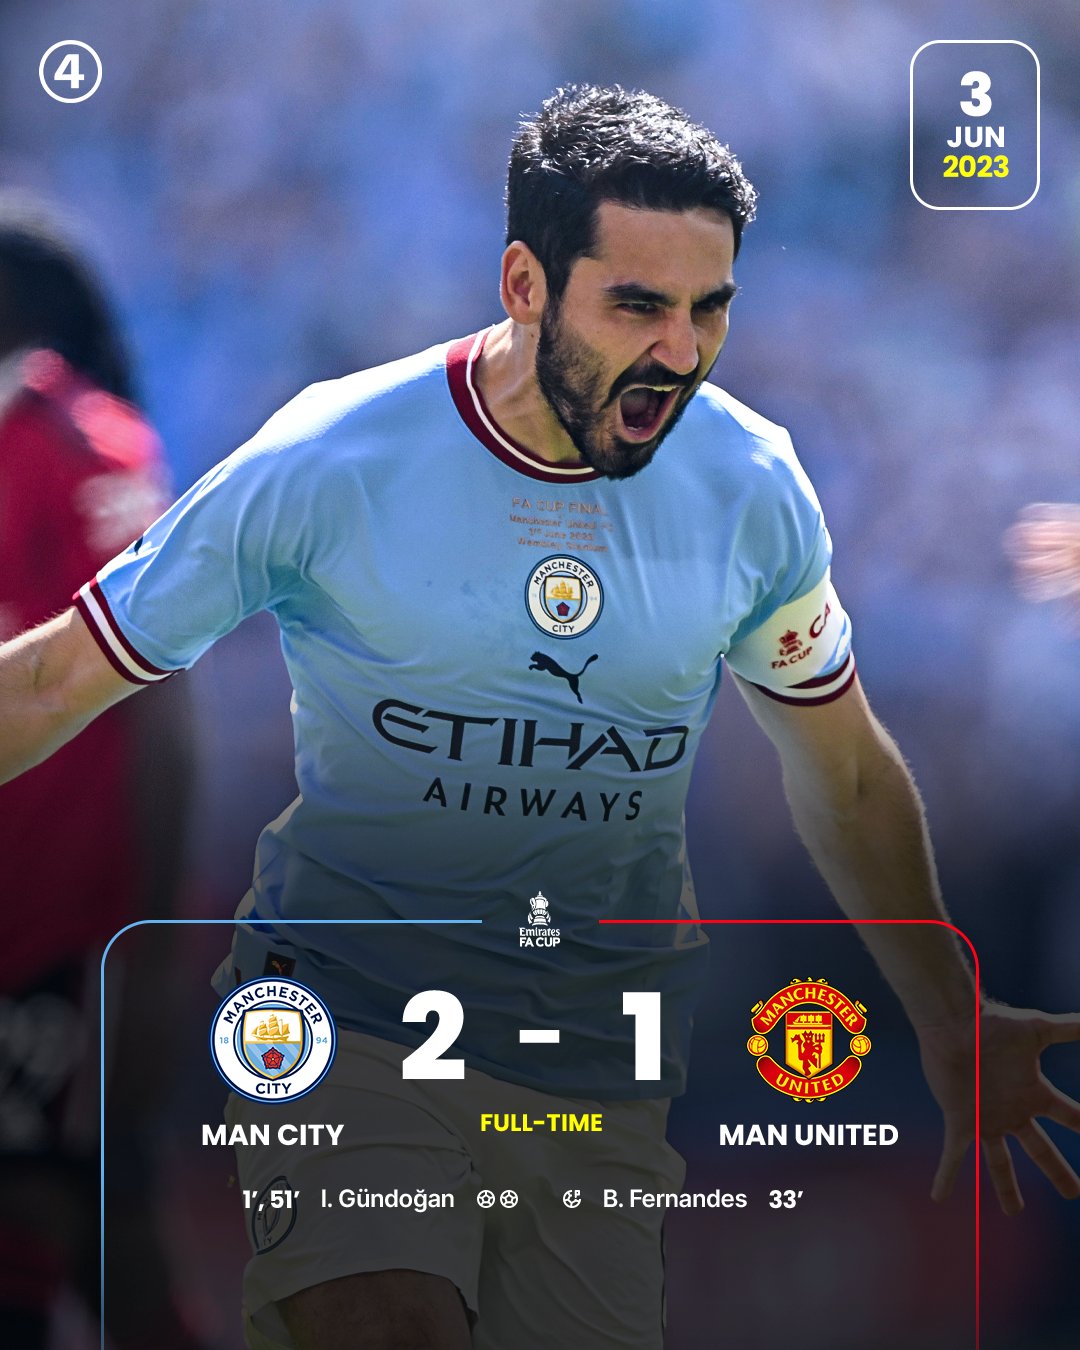 4
3
JUN
2023
FA CUP FINAL
Manchester United FC
3rd June 2023
Wembley Stadium
MANCHESTER
CITY
CA
FA CUP
ETIHAD
AIRWAYS
Emirates
FA CUP
MANCHESTER
18 94
CITY
2 - 1
MANCHESTER
UNITED
FULL-TIME
MAN CITY
MAN UNITED
1’, 51’ I. Gündoğan
B. Fernandes 33’